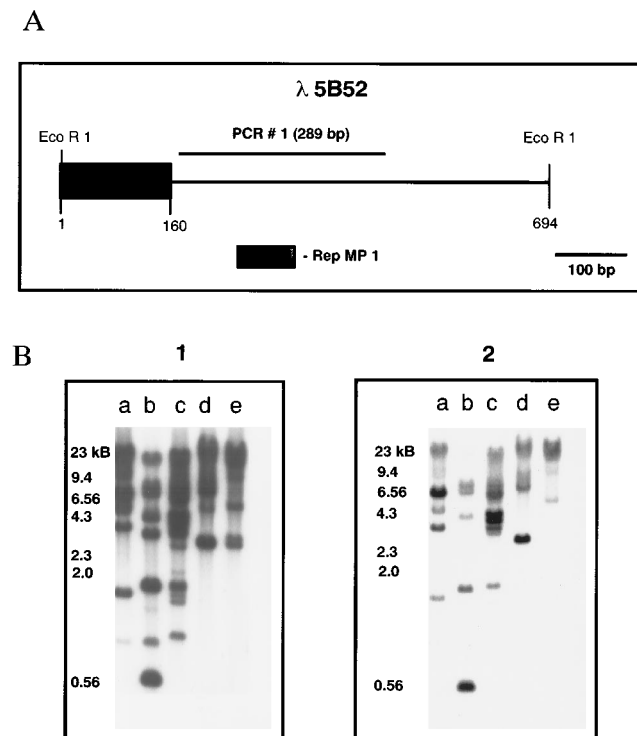 A
λ 5B52
Eco R 1
PCR # 1 (289 bp)
Eco R 1
1
160
694
- Rep MP 1
100 bp
B
1
2
a b c d e
23 kB
9.4
6.56
4.3
2.3
2.0
0.56
a b c d e
23 kB
9.4
6.56
4.3
2.3
2.0
0.56